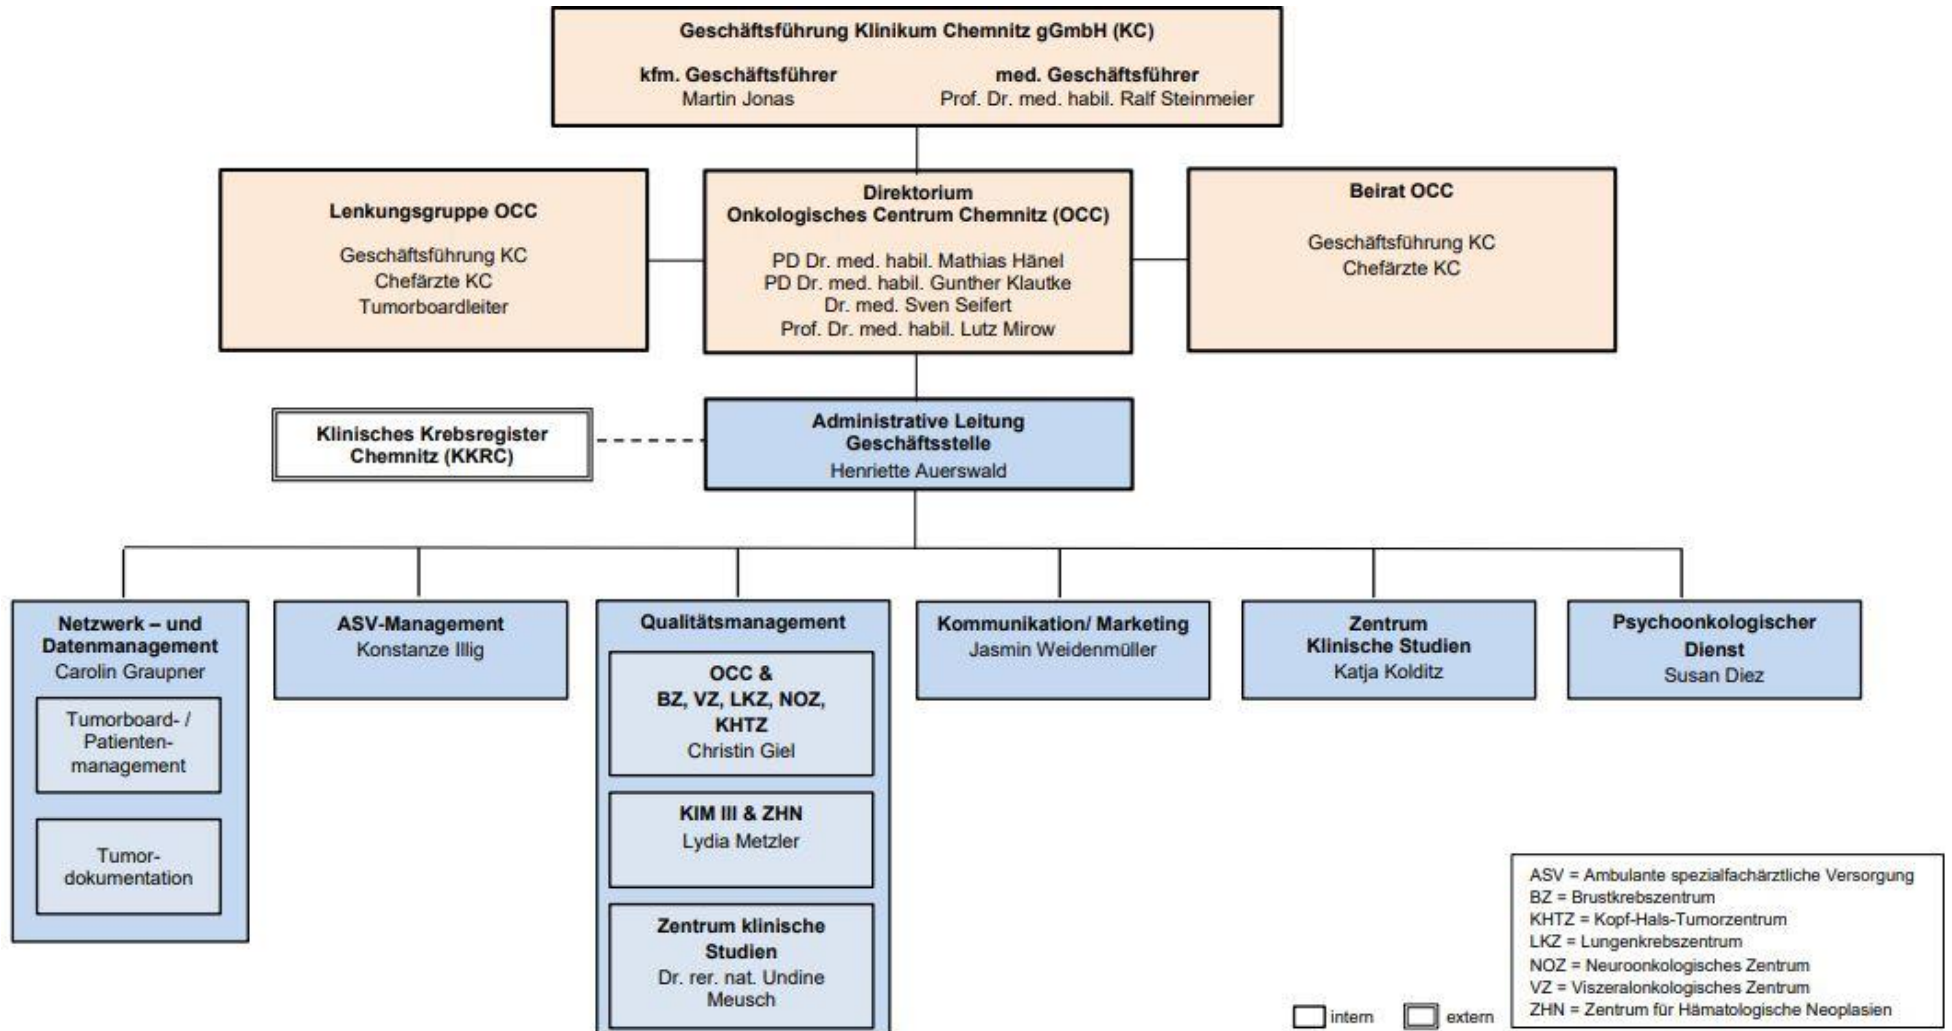 Geschäftsführung Klinikum Chemnitz gGmbH (KC)
kfm. Geschäftsführer
Martin Jonas
med. Geschäftsführer
Prof. Dr. med. habil. Ralf Steinmeier
Lenkungsgruppe OCC
Geschäftsführung KC
Chefärzte KC
Tumorboardleiter
Direktorium
Onkologisches Centrum Chemnitz (OCC)
PD Dr. med. habil. Mathias Hänel
PD Dr. med. habil. Gunther Klautke
Dr. med. Sven Seifert
Prof. Dr. med. habil. Lutz Mirow
Beirat OCC
Geschäftsführung KC
Chefärzte KC
Klinisches Krebsregister
Chemnitz (KKRC)
Administrative Leitung
Geschäftsstelle
Henriette Auerswald
Netzwerk – und
Datenmanagement
Carolin Graupner
Tumorboard- /
Patienten-
management
Tumor-
dokumentation
ASV-Management
Konstanze Illig
Qualitätsmanagement
OCC &
BZ, VZ, LKZ, NOZ,
KHTZ
Christin Giel
KIM III & ZHN
Lydia Metzler
Zentrum klinische
Studien
Dr. rer. nat. Undine
Meusch
Kommunikation/ Marketing
Jasmin Weidenmüller
Zentrum
Klinische Studien
Katja Kolditz
Psychoonkologischer
Dienst
Susan Diez
intern
extern
ASV = Ambulante spezialfachärztliche Versorgung
BZ = Brustkrebszentrum
KHTZ = Kopf-Hals-Tumorzentrum
LKZ = Lungenkrebszentrum
NOZ = Neuroonkologisches Zentrum
VZ = Viszeralonkologisches Zentrum
ZHN = Zentrum für Hämatologische Neoplasien